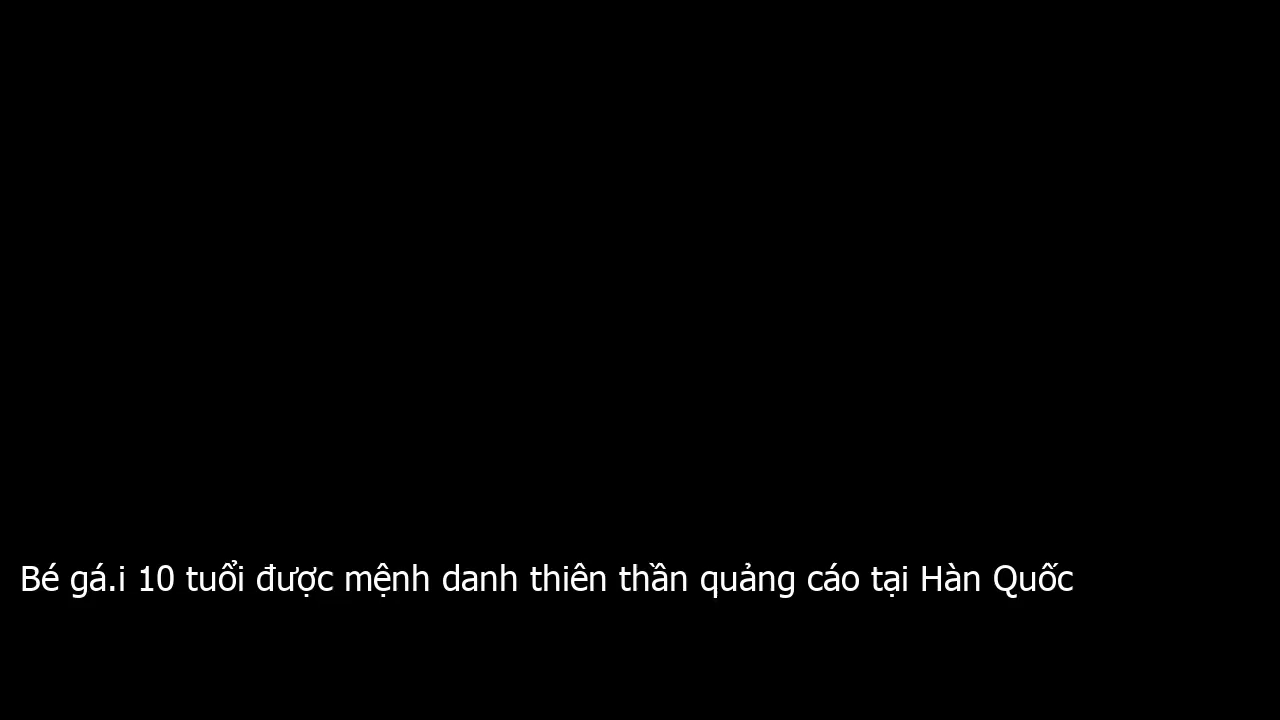 Bé gá.i 10 tuổi được mệnh danh thiên thần quảng cáo tại Hàn Quốc